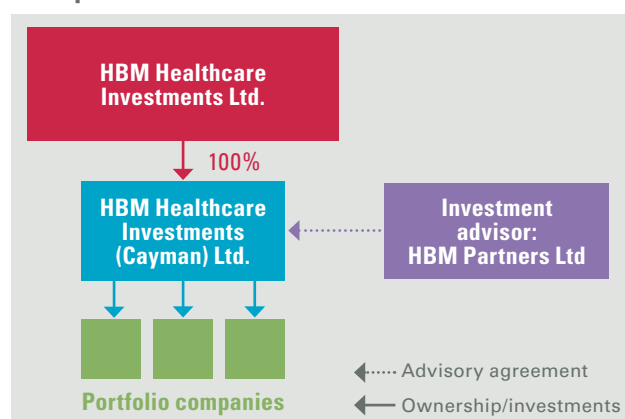 HBM Healthcare
Investments Ltd.
100%
HBM Healthcare
Investments
(Cayman) Ltd.
Investment
advisor:
HBM Partners Ltd
Portfolio companies
Advisory agreement
Ownership/investments